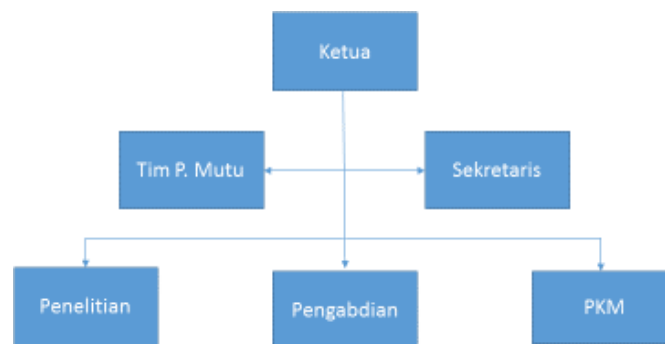 Ketua
Tim P. Mutu
Sekretaris
Penelitian
Pengabdian
PKM